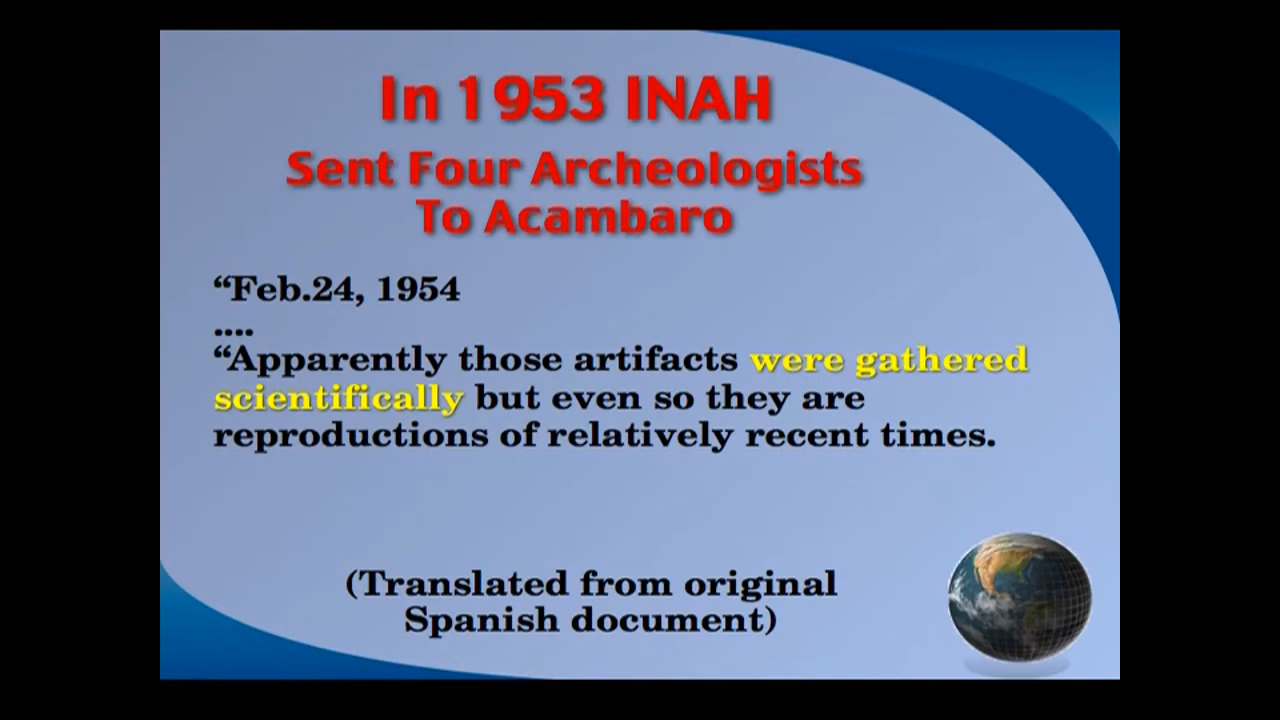 In 1953 INAH
Sent Four Archeologists
To Acambaro
“Feb.24, 1954
....
“Apparently those artifacts were gathered
scientifically but even so they are
reproductions of relatively recent times.
(Translated from original
Spanish document)